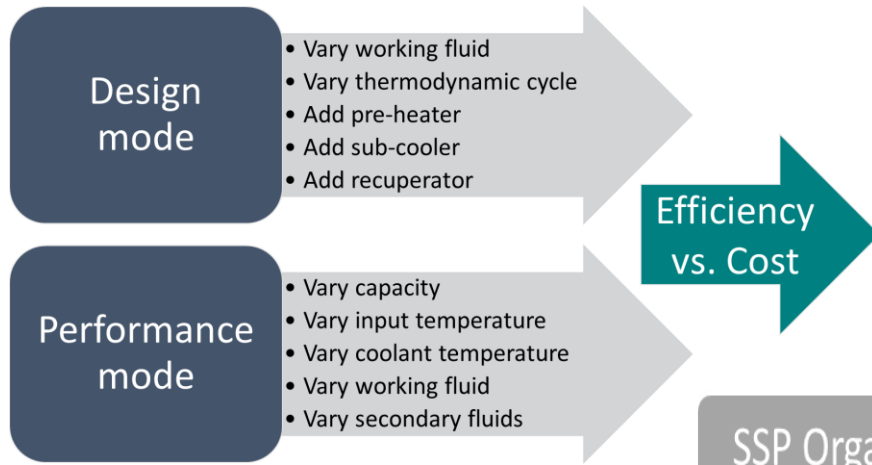 Design
mode
• Vary working fluid
• Vary thermodynamic cycle
• Add pre-heater
• Add sub-cooler
• Add recuperator
Efficiency
vs. Cost
Performance
mode
• Vary capacity
• Vary input temperature
• Vary coolant temperature
• Vary working fluid
• Vary secondary fluids
SSP